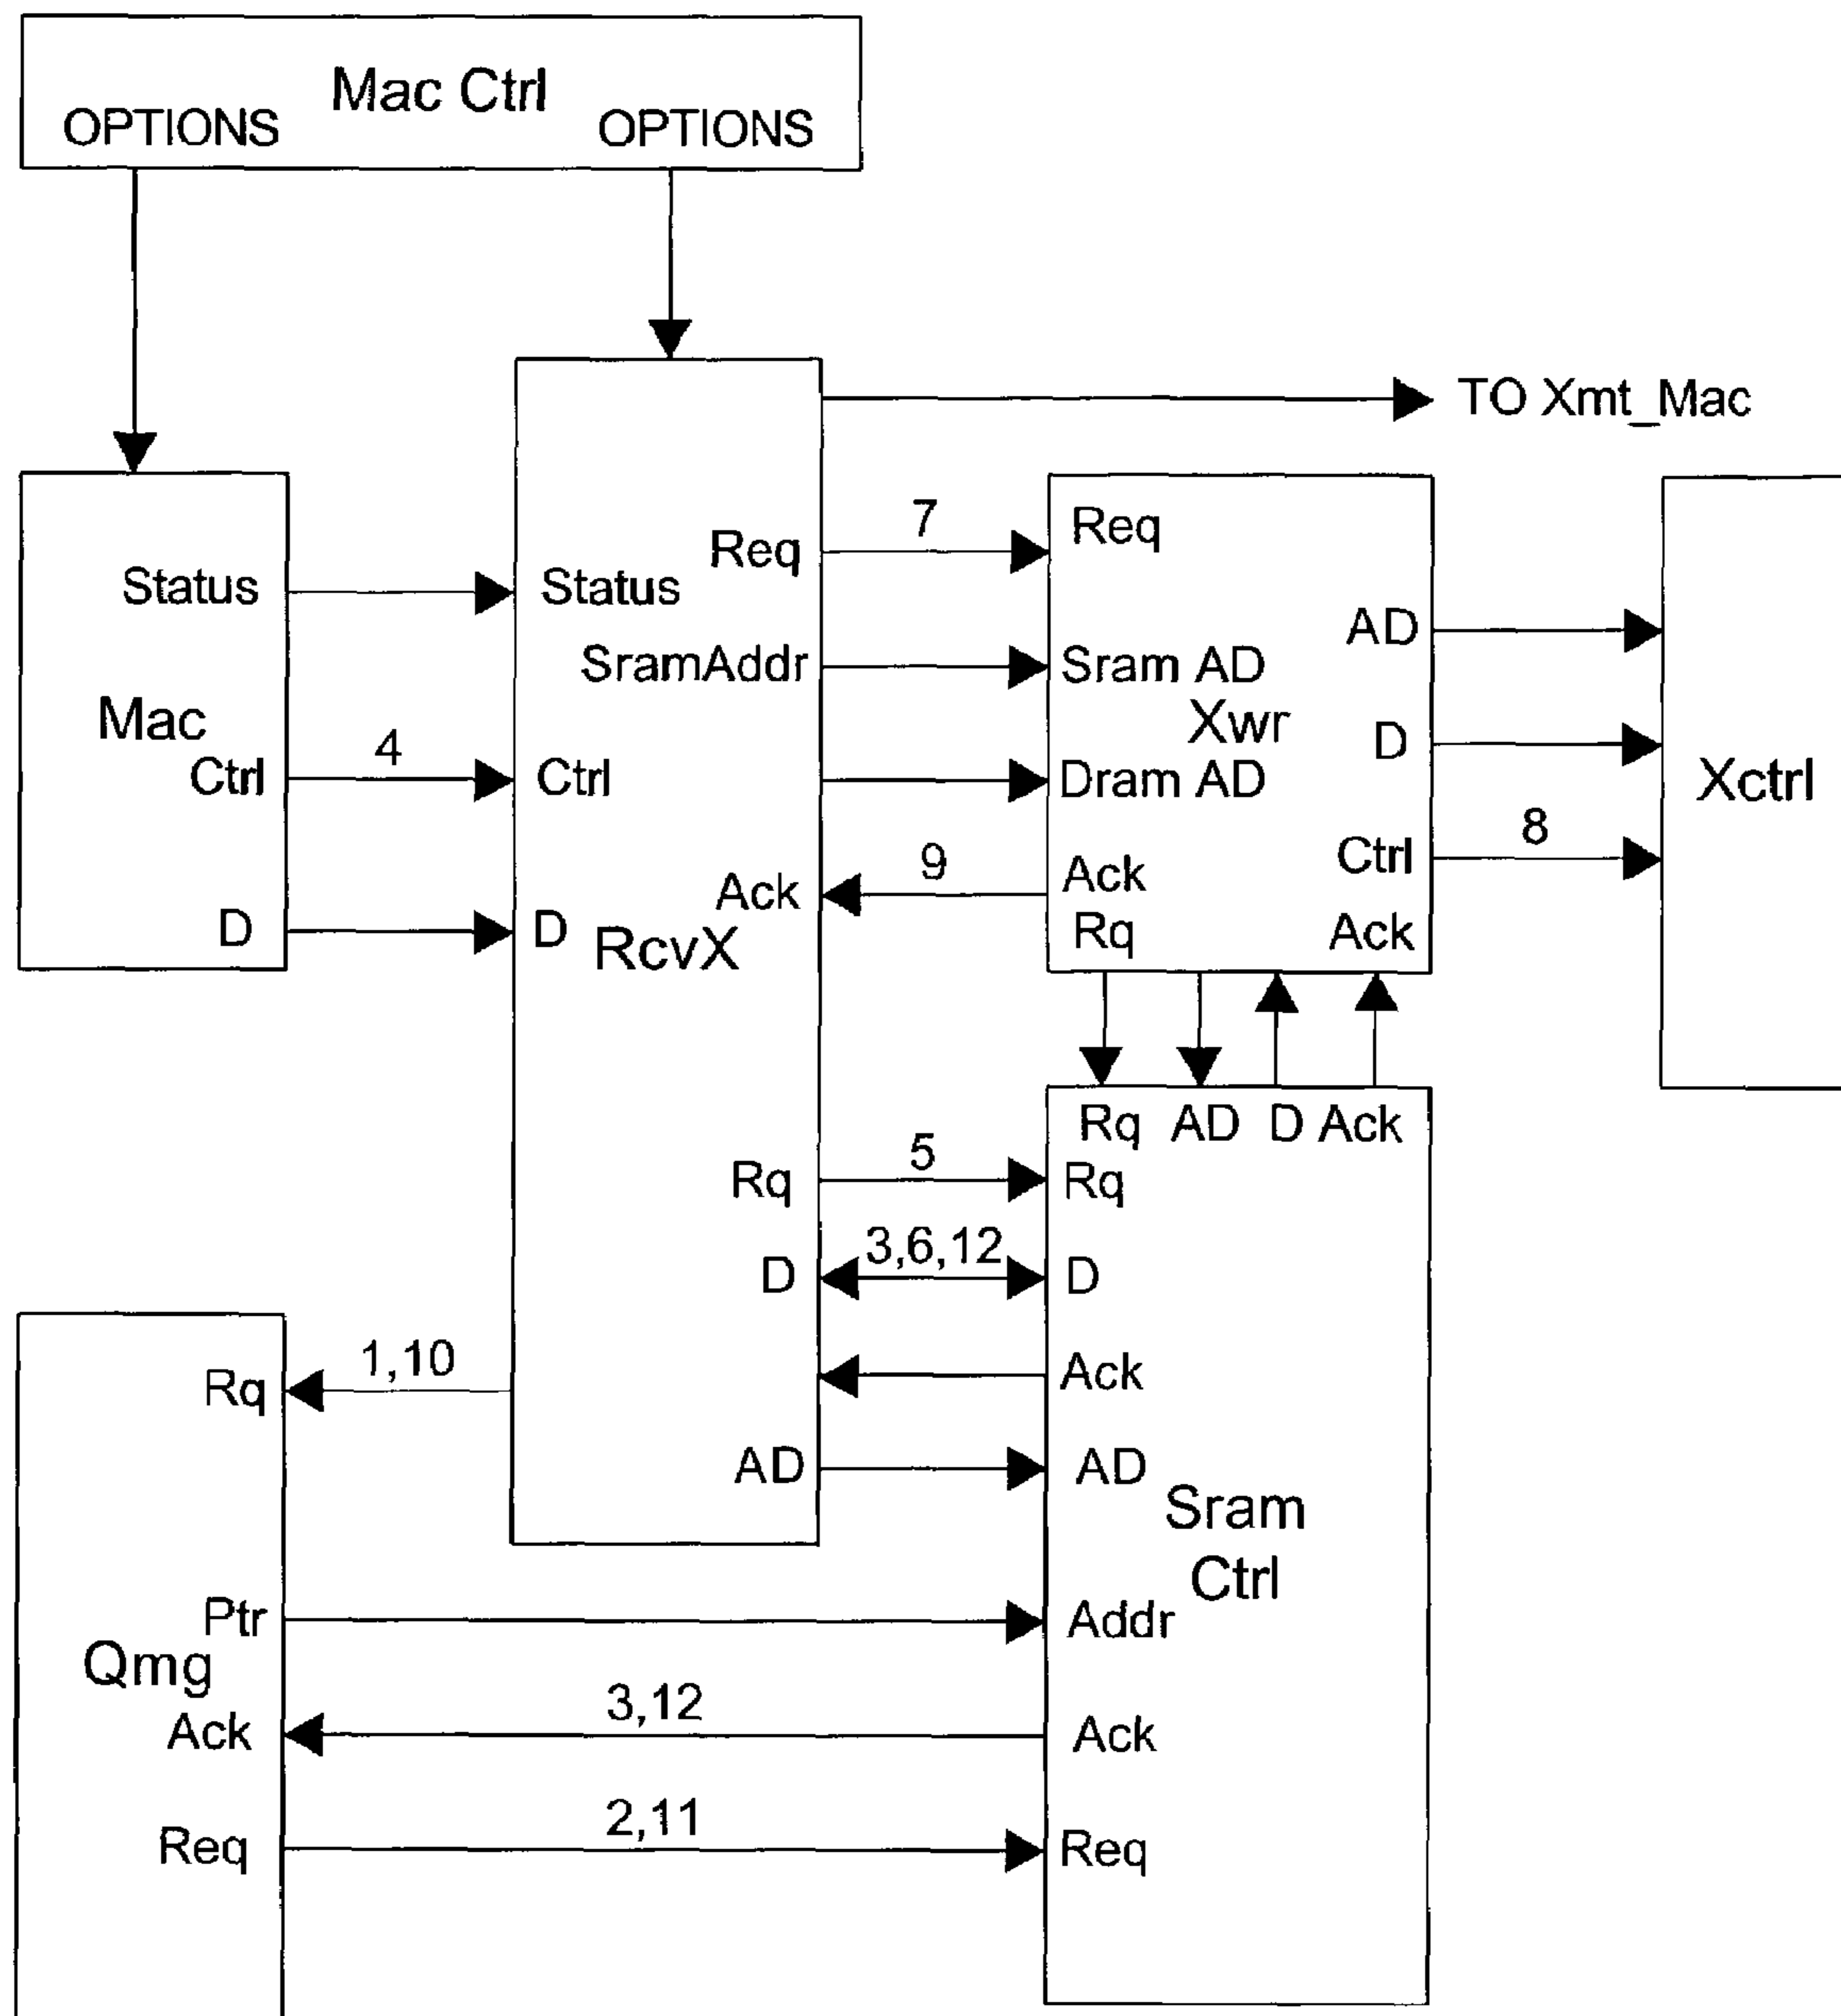 Mac Ctrl
OPTIONS OPTIONS
TO Xmt_Mac
Status
Mac
Ctrl
D
4
Status
Ctrl
D
RcvX
Req
SramAddr
Ack
7
9
Req
Sram AD
Xwr
Dram AD
Ack
Rq
AD
D
Ctrl
Ack
8
Xctrl
Rq AD D Ack
Rq
D
AD
5
3,6,12
Rq
D
Ack
AD
Sram
Ctrl
Addr
Ack
Req
1,10
Rq
Ptr
Qmg
Ack
Req
3,12
2,11